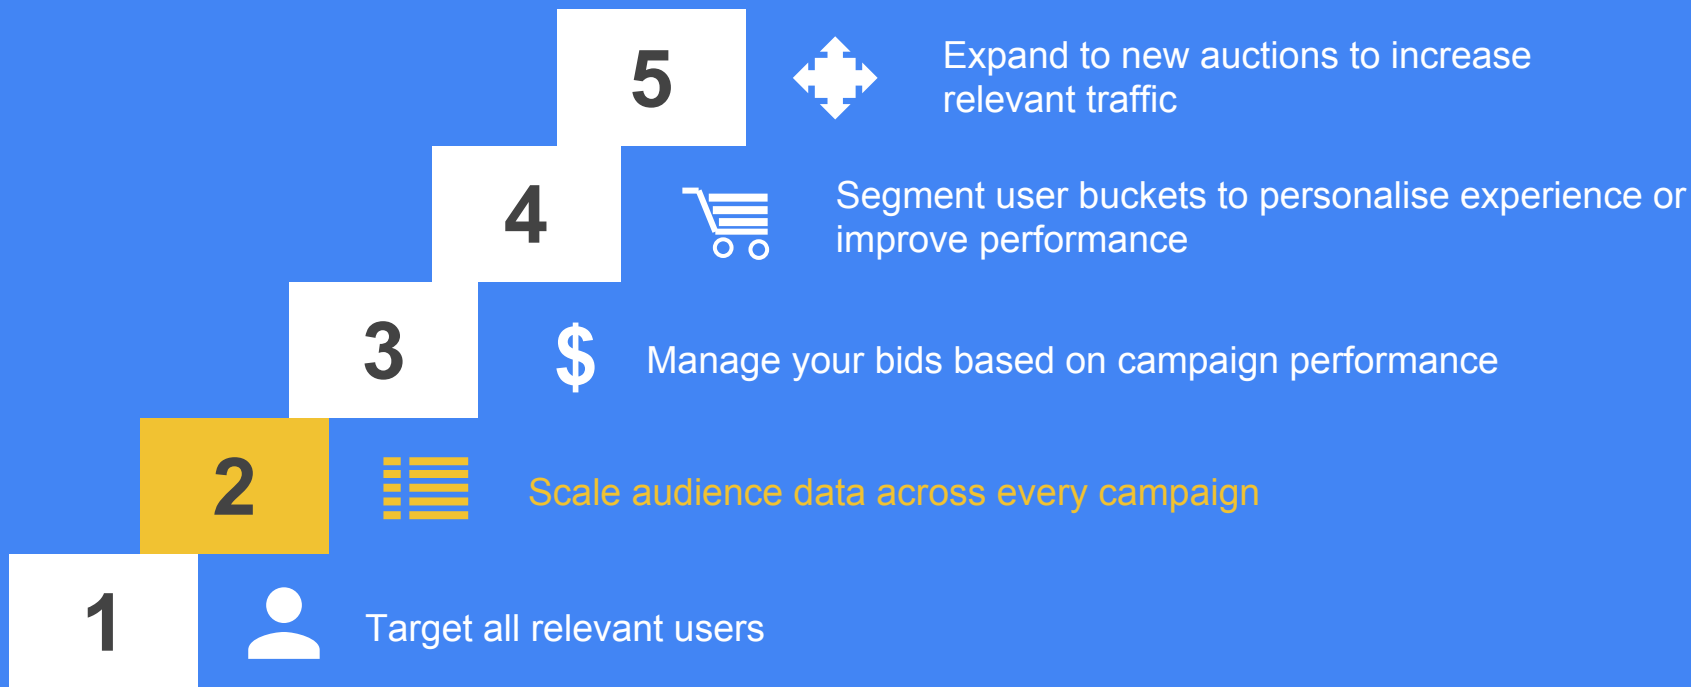 5
Expand to new auctions to increase
relevant traffic
4
Segment user buckets to personalise experience or
improve performance
3
$
Manage your bids based on campaign performance
2
Scale audience data across every campaign
1
Target all relevant users